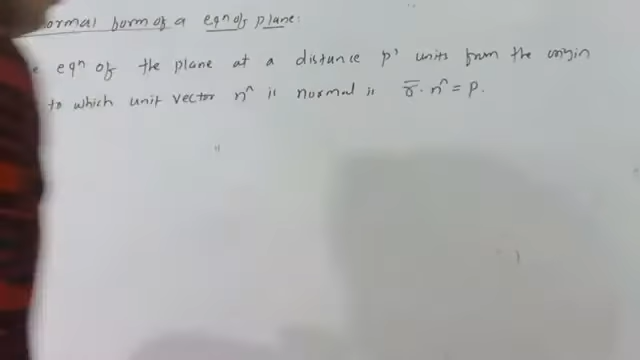 normal form of a eqn of plane:
eqn of the plane at a distance p' units from the origin
to which unit vector n^ is normal is r̄ . n^ = p.